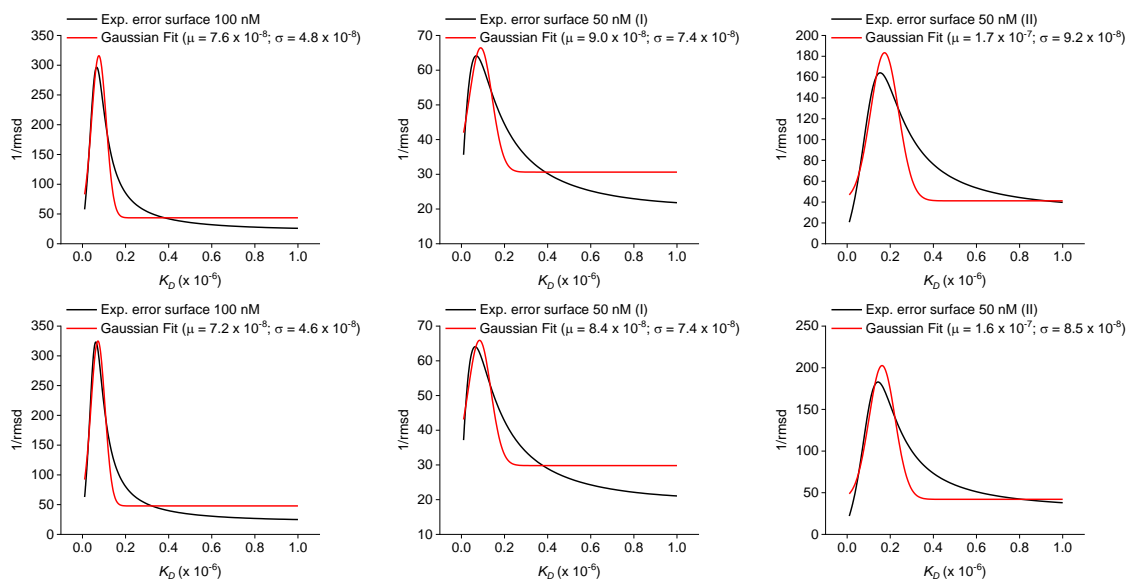 Exp. error surface 100 nM
Gaussian Fit (μ = 7.6 x 10⁻⁸; σ = 4.8 x 10⁻⁸)
350
300
250
200
150
100
50
0
1/rmsd
0.0 0.2 0.4 0.6 0.8 1.0
K_D (x 10⁻⁶)
Exp. error surface 50 nM (I)
Gaussian Fit (μ = 9.0 x 10⁻⁸; σ = 7.4 x 10⁻⁸)
70
60
50
40
30
20
10
1/rmsd
0.0 0.2 0.4 0.6 0.8 1.0
K_D (x 10⁻⁶)
Exp. error surface 50 nM (II)
Gaussian Fit (μ = 1.7 x 10⁻⁷; σ = 9.2 x 10⁻⁸)
200
180
160
140
120
100
80
60
40
20
0
1/rmsd
0.0 0.2 0.4 0.6 0.8 1.0
K_D (x 10⁻⁶)
Exp. error surface 100 nM
Gaussian Fit (μ = 7.2 x 10⁻⁸; σ = 4.6 x 10⁻⁸)
350
300
250
200
150
100
50
0
1/rmsd
0.0 0.2 0.4 0.6 0.8 1.0
K_D (x 10⁻⁶)
Exp. error surface 50 nM (I)
Gaussian Fit (μ = 8.4 x 10⁻⁸; σ = 7.4 x 10⁻⁸)
70
60
50
40
30
20
10
1/rmsd
0.0 0.2 0.4 0.6 0.8 1.0
K_D (x 10⁻⁶)
Exp. error surface 50 nM (II)
Gaussian Fit (μ = 1.6 x 10⁻⁷; σ = 8.5 x 10⁻⁸)
250
200
150
100
50
0
1/rmsd
0.0 0.2 0.4 0.6 0.8 1.0
K_D (x 10⁻⁶)